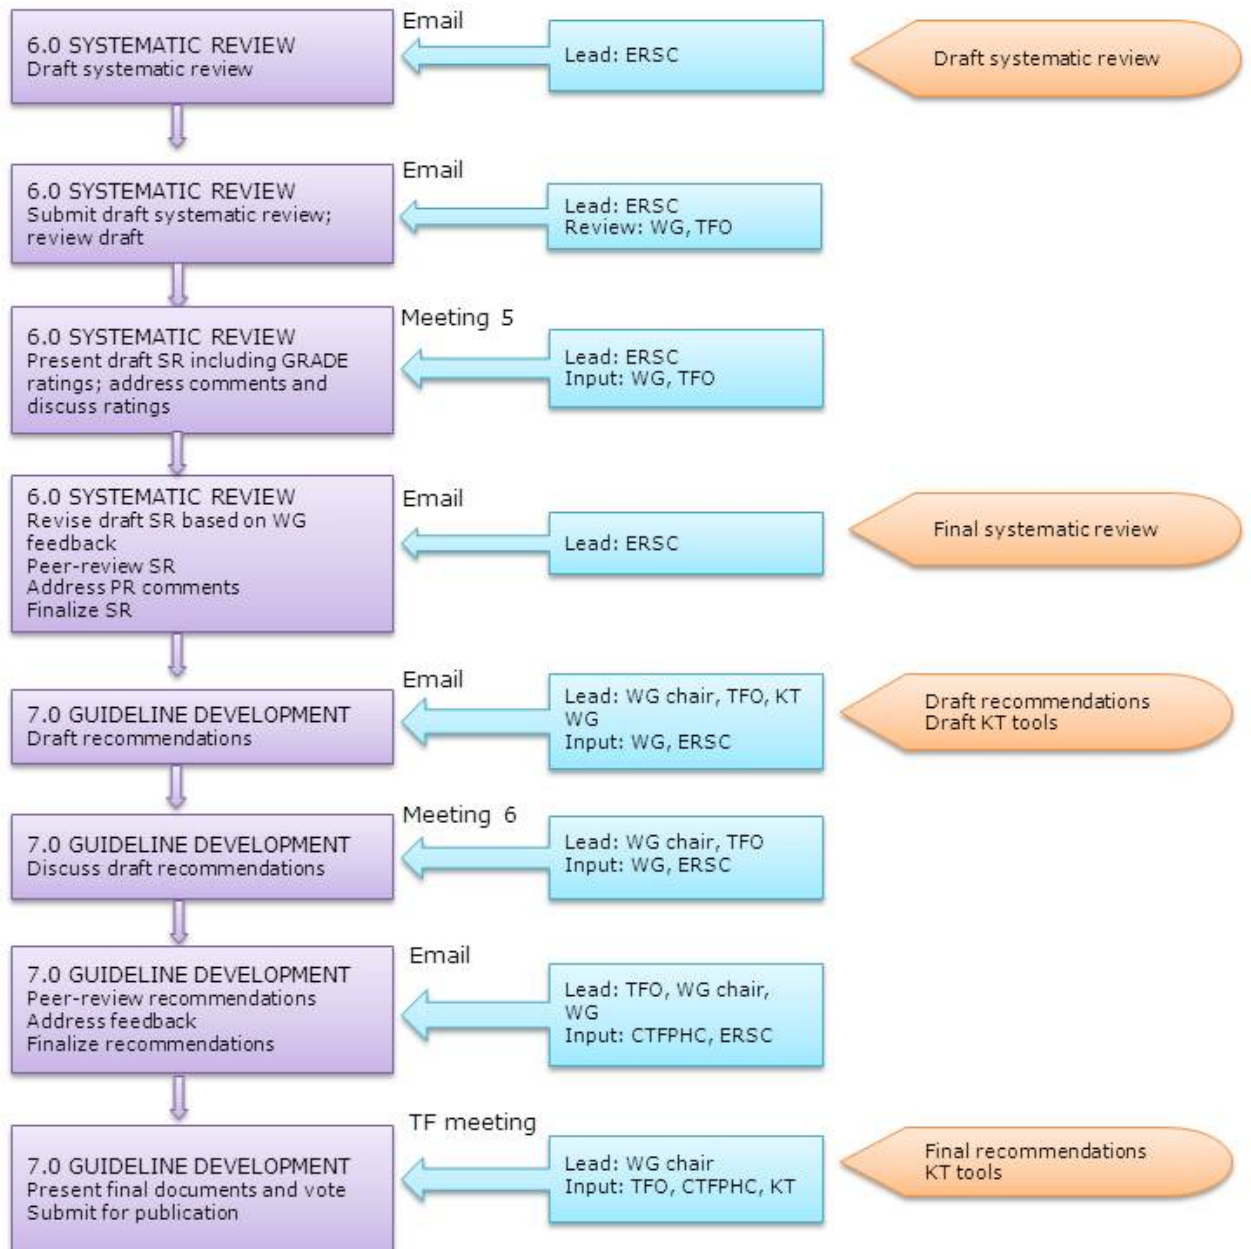 Email
6.0 SYSTEMATIC REVIEW
Draft systematic review
Lead: ERSC
Draft systematic review
Email
6.0 SYSTEMATIC REVIEW
Submit draft systematic review;
review draft
Lead: ERSC
Review: WG, TFO
Meeting 5
6.0 SYSTEMATIC REVIEW
Present draft SR including GRADE
ratings; address comments and
discuss ratings
Lead: ERSC
Input: WG, TFO
Email
6.0 SYSTEMATIC REVIEW
Revise draft SR based on WG
feedback
Peer-review SR
Address PR comments
Finalize SR
Lead: ERSC
Final systematic review
Email
7.0 GUIDELINE DEVELOPMENT
Draft recommendations
Lead: WG chair, TFO, KT
WG
Input: WG, ERSC
Draft recommendations
Draft KT tools
Meeting 6
7.0 GUIDELINE DEVELOPMENT
Discuss draft recommendations
Lead: WG chair, TFO
Input: WG, ERSC
Email
7.0 GUIDELINE DEVELOPMENT
Peer-review recommendations
Address feedback
Finalize recommendations
Lead: TFO, WG chair,
WG
Input: CTFPHC, ERSC
TF meeting
7.0 GUIDELINE DEVELOPMENT
Present final documents and vote
Submit for publication
Lead: WG chair
Input: TFO, CTFPHC, KT
Final recommendations
KT tools